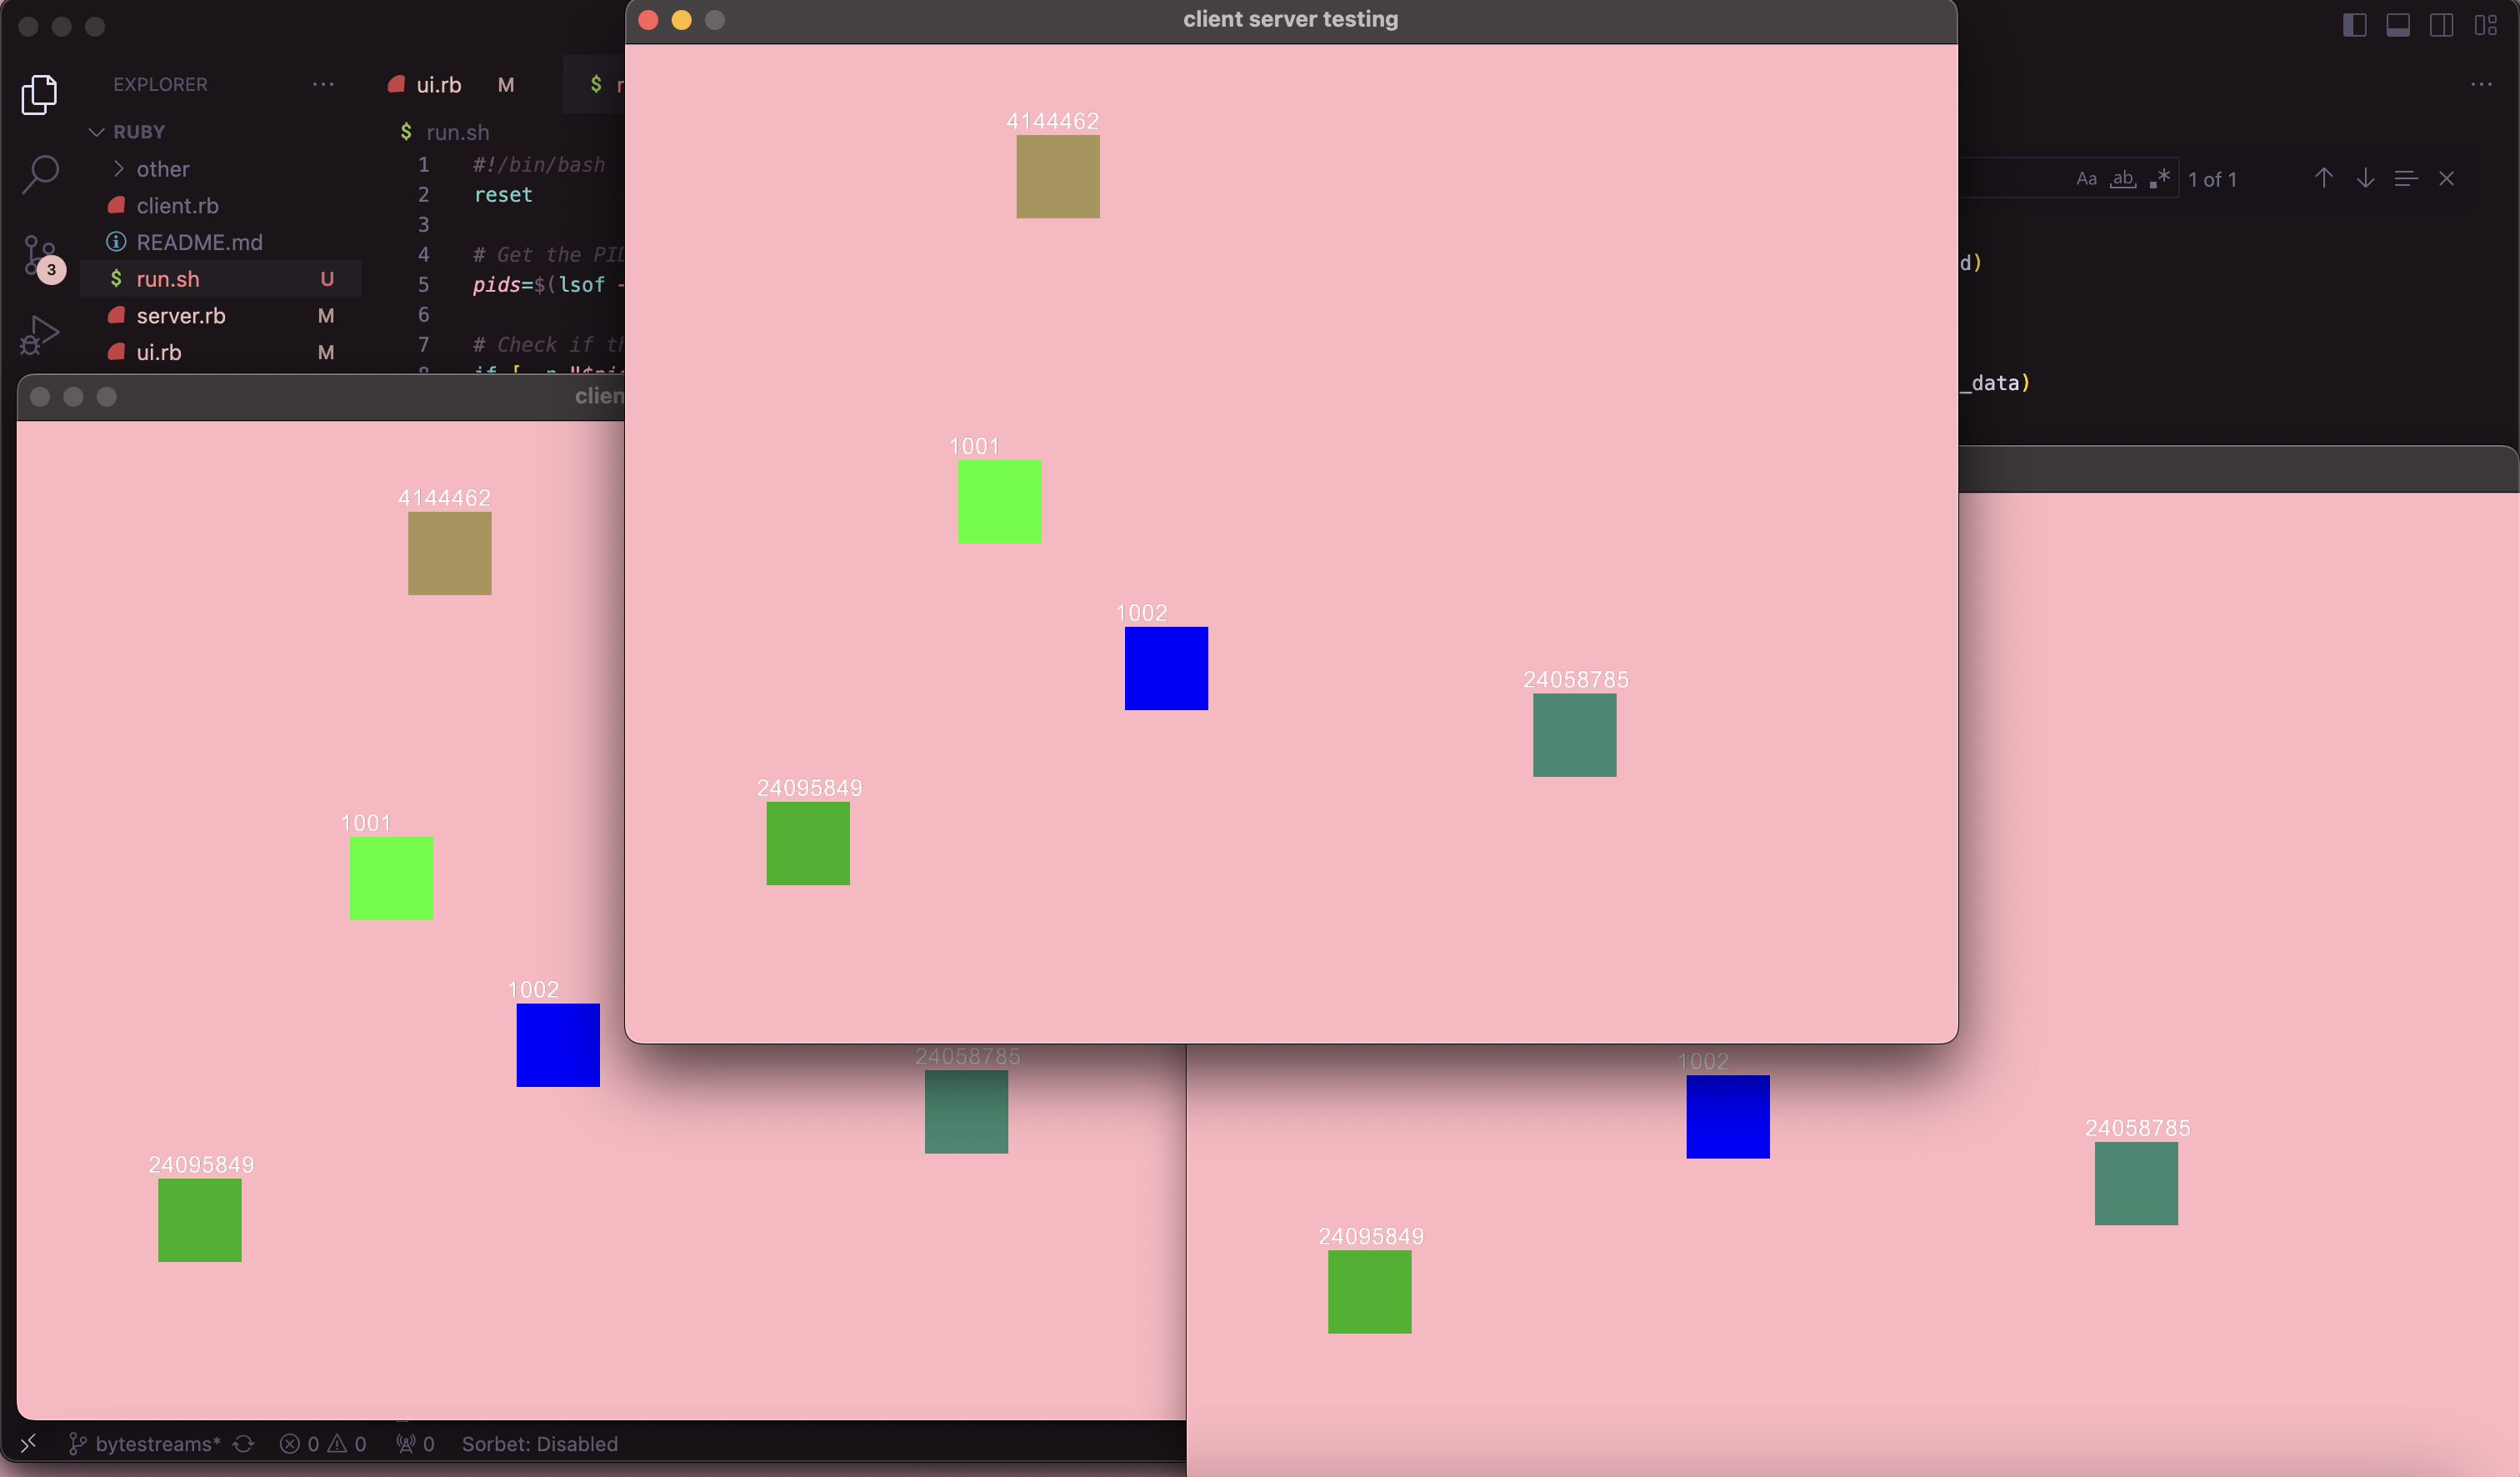 client server testing
EXPLORER
ui.rb M
$
RUBY
$ run.sh
other
client.rb
README.md
run.sh U
server.rb M
ui.rb M
3
1 #!/bin/bash
2 reset
3
4 # Get the PID
5 pids=$(lsof -
6
7 # Check if th
8
Aa ab 1 of 1
d)
_data)
4144462
1001
1002
24058785
24095849
clien
4144462
1001
1002
24058785
24095849
1002
24058785
24095849
bytestreams* 0 0 0 Sorbet: Disabled